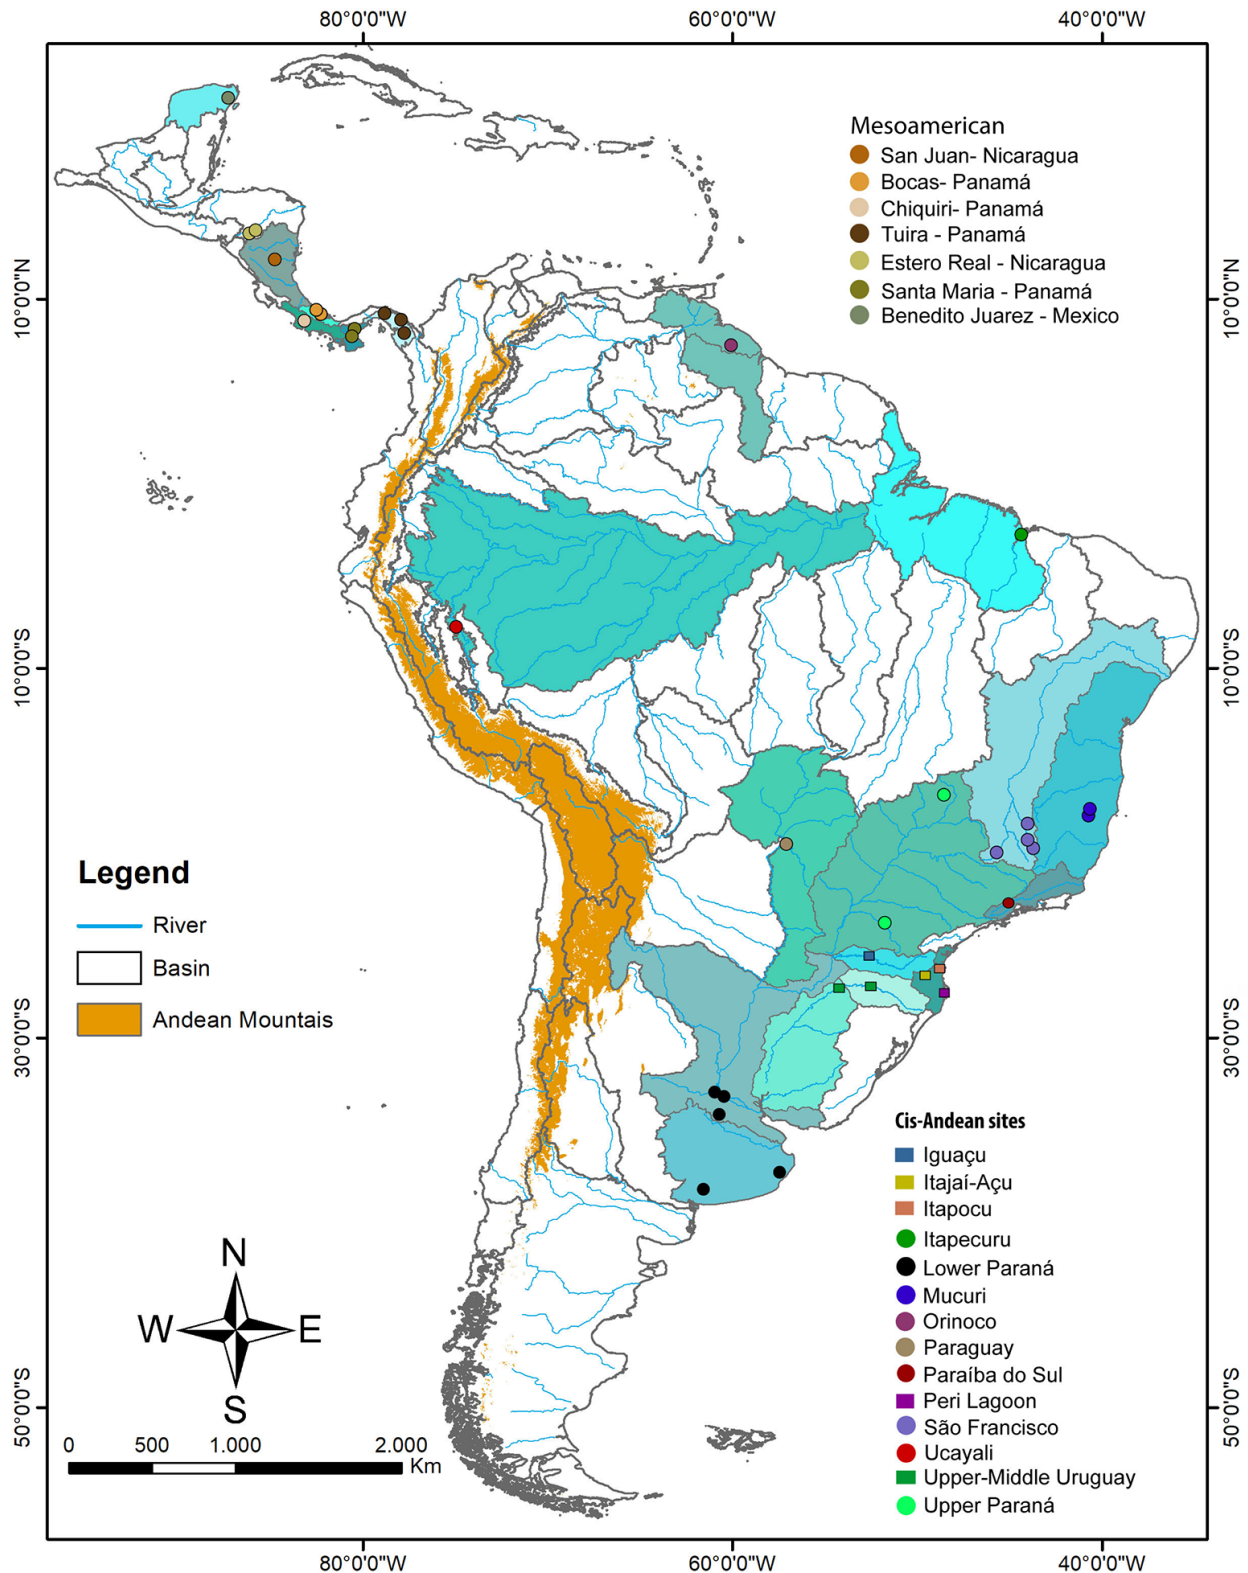 80°0'0"W 60°0'0"W 40°0'0"W
10°0'0"N
10°0'0"S
30°0'0"S
50°0'0"S
10°0'0"N
10°0'0"S
30°0'0"S
50°0'0"S
Mesoamerican
San Juan- Nicaragua
Bocas- Panamá
Chiquiri- Panamá
Tuira - Panamá
Estero Real - Nicaragua
Santa Maria - Panamá
Benedito Juarez - Mexico
Legend
River
Basin
Andean Mountais
Cis-Andean sites
Iguaçu
Itajaí-Açu
Itapocu
Itapecuru
Lower Paraná
Mucuri
Orinoco
Paraguay
Paraíba do Sul
Peri Lagoon
São Francisco
Ucayali
Upper-Middle Uruguay
Upper Paraná
N
W E
S
0 500 1.000 2.000
Km
80°0'0"W 60°0'0"W 40°0'0"W